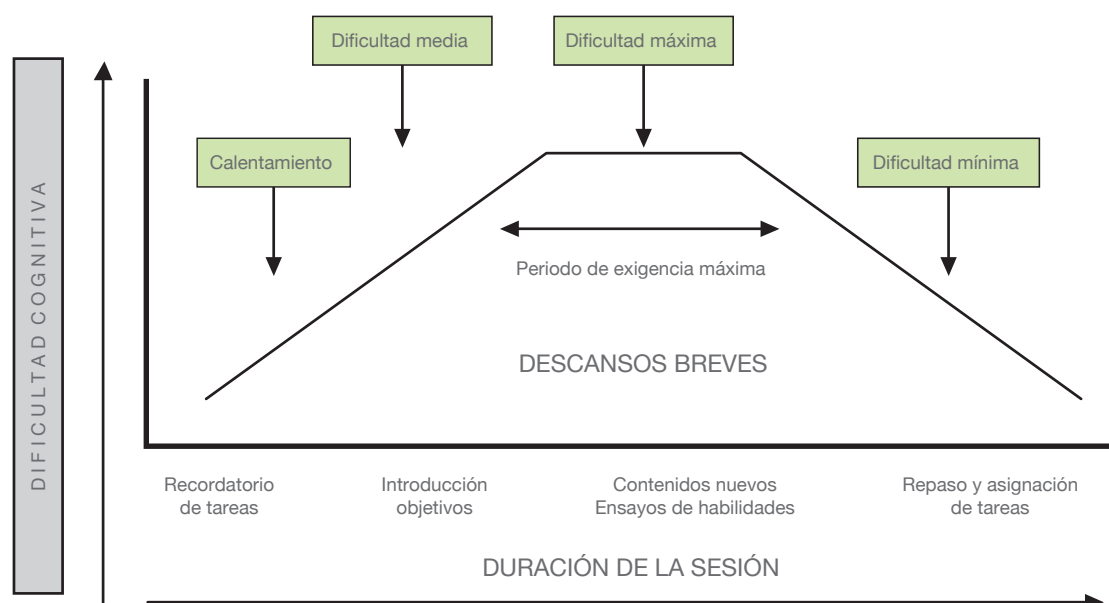 Dificultad media
Dificultad máxima
Calentamiento
Dificultad mínima
DIFICULTAD COGNITIVA
Periodo de exigencia máxima
DESCANSOS BREVES
Recordatorio
de tareas
Introducción
objetivos
Contenidos nuevos
Ensayos de habilidades
Repaso y asignación
de tareas
DURACIÓN DE LA SESIÓN